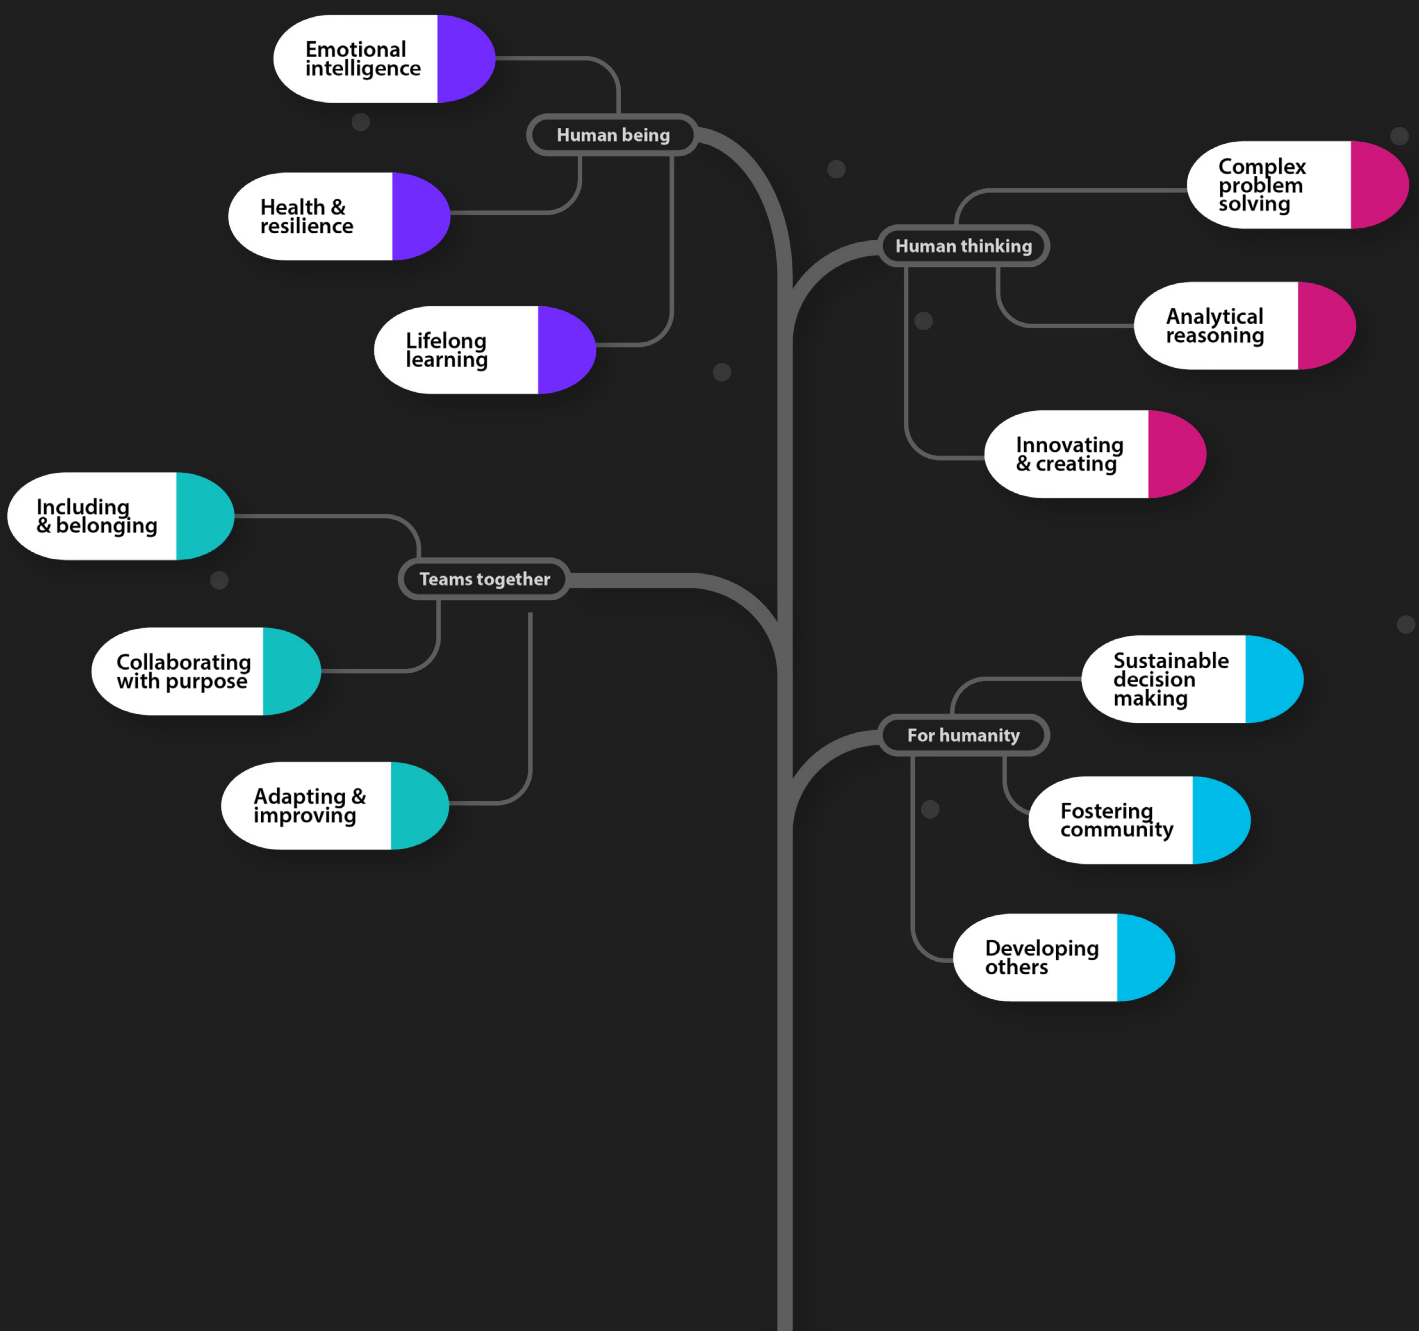 Emotional
intelligence
Human being
Health &
resilience
Lifelong
learning
Complex
problem
solving
Human thinking
Analytical
reasoning
Innovating
& creating
Including
& belonging
Teams together
Collaborating
with purpose
Adapting &
improving
Sustainable
decision
making
For humanity
Fostering
community
Developing
others